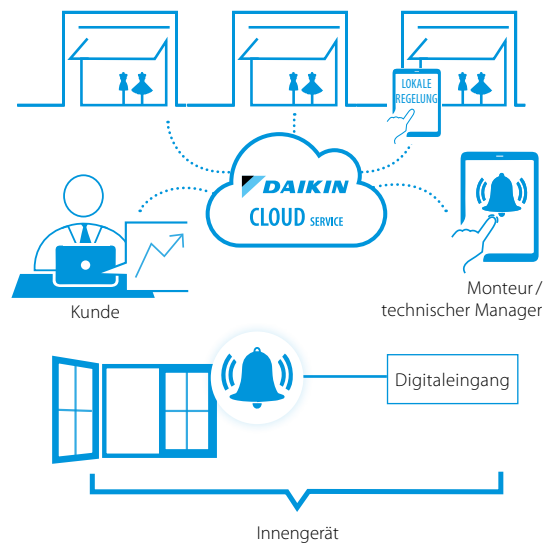 LOKALE
REGELUNG
DAIKIN
CLOUD SERVICE
Kunde
Monteur /
technischer Manager
Digitaleingang
Innengerät